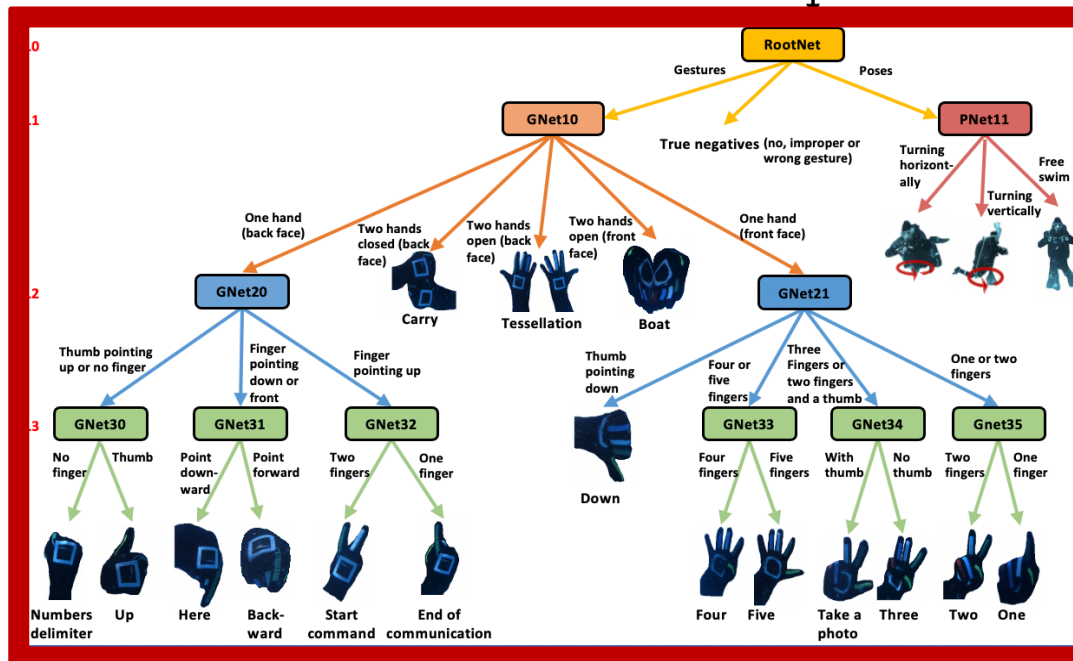 .0
RootNet
Gestures
Poses
.1
GNet10
True negatives (no, improper or
wrong gesture)
PNet11
Turning
horizont-
ally
Turning
vertically
Free
swim
One hand
(back face)
Two hands
closed (back
face)
Two hands
open (back
face)
Two hands
open (front
face)
One hand
(front face)
.2
GNet20
Carry
Tessellation
Boat
GNet21
Thumb pointing
up or no finger
Finger
pointing
down or
front
Finger
pointing up
Thumb
pointing
down
Four or
five
fingers
Three
Fingers or
two fingers
and a thumb
One or two
fingers
.3
GNet30
GNet31
GNet32
GNet33
GNet34
Gnet35
No
finger
Thumb
Point
down-
ward
Point
forward
Two
fingers
One
finger
Down
Four
fingers
Five
fingers
With
thumb
No
thumb
Two
fingers
One
finger
Numbers
delimiter
Up
Here
Back-
ward
Start
command
End of
communication
Four
Five
Take a
photo
Three
Two
One